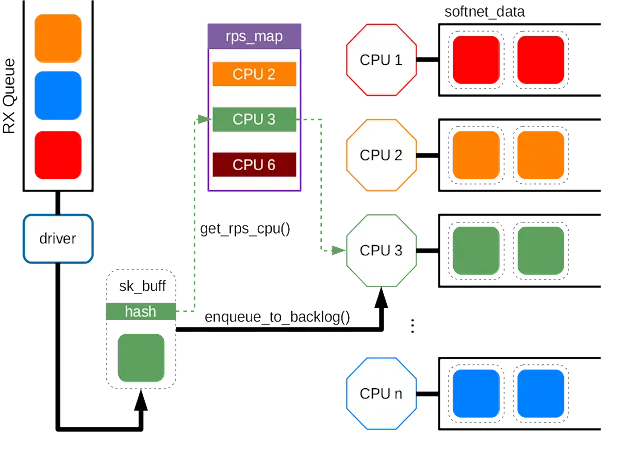 softnet_data
RX Queue
rps_map
CPU 2
CPU 3
CPU 6
CPU 1
CPU 2
CPU 3
...
CPU n
driver
get_rps_cpu()
sk_buff
hash
enqueue_to_backlog()